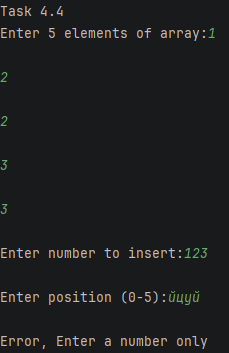 Task 4.4
Enter 5 elements of array:1
2
2
3
3
Enter number to insert:123
Enter position (0-5):йцуй
Error, Enter a number only